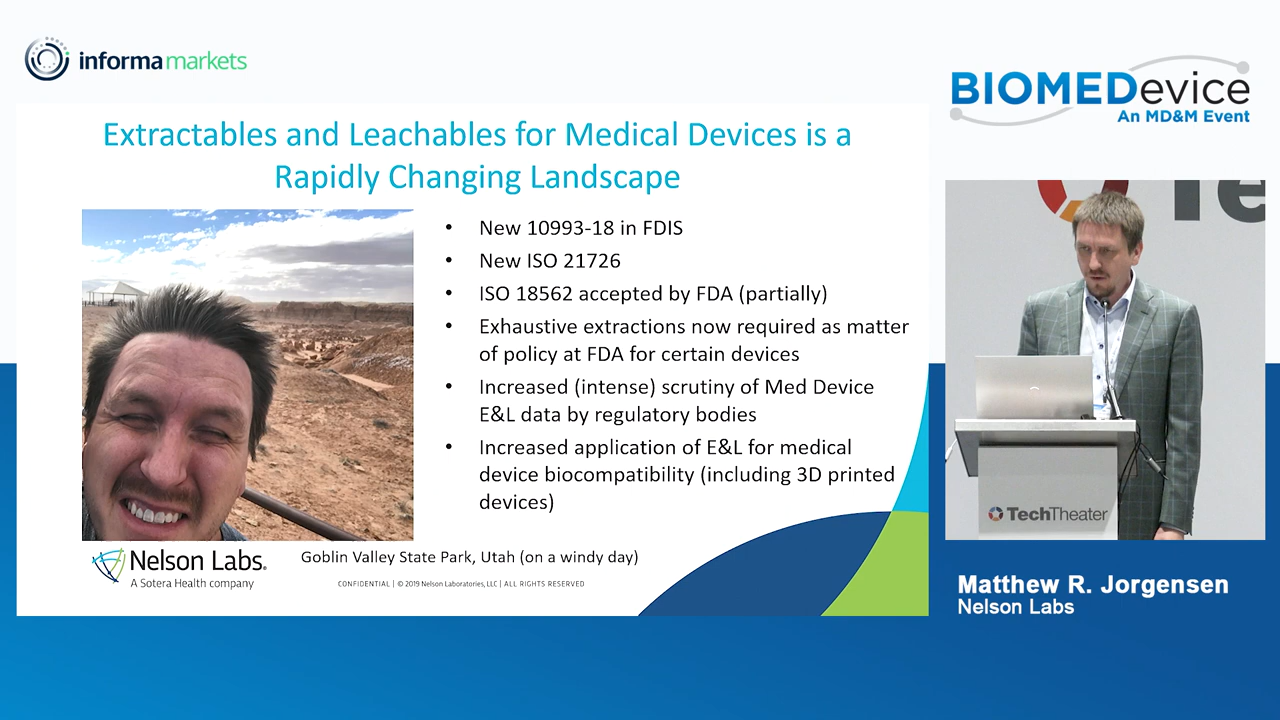 informa markets
BIOMEDevice
An MD&M Event
Extractables and Leachables for Medical Devices is a
Rapidly Changing Landscape
• New 10993-18 in FDIS
• New ISO 21726
• ISO 18562 accepted by FDA (partially)
• Exhaustive extractions now required as matter
of policy at FDA for certain devices
• Increased (intense) scrutiny of Med Device
E&L data by regulatory bodies
• Increased application of E&L for medical
device biocompatibility (including 3D printed
devices)
Nelson Labs®
A Sotera Health company
Goblin Valley State Park, Utah (on a windy day)
CONFIDENTIAL | © 2019 Nelson Laboratories, LLC | ALL RIGHTS RESERVED
Te
TechTheater
Matthew R. Jorgensen
Nelson Labs